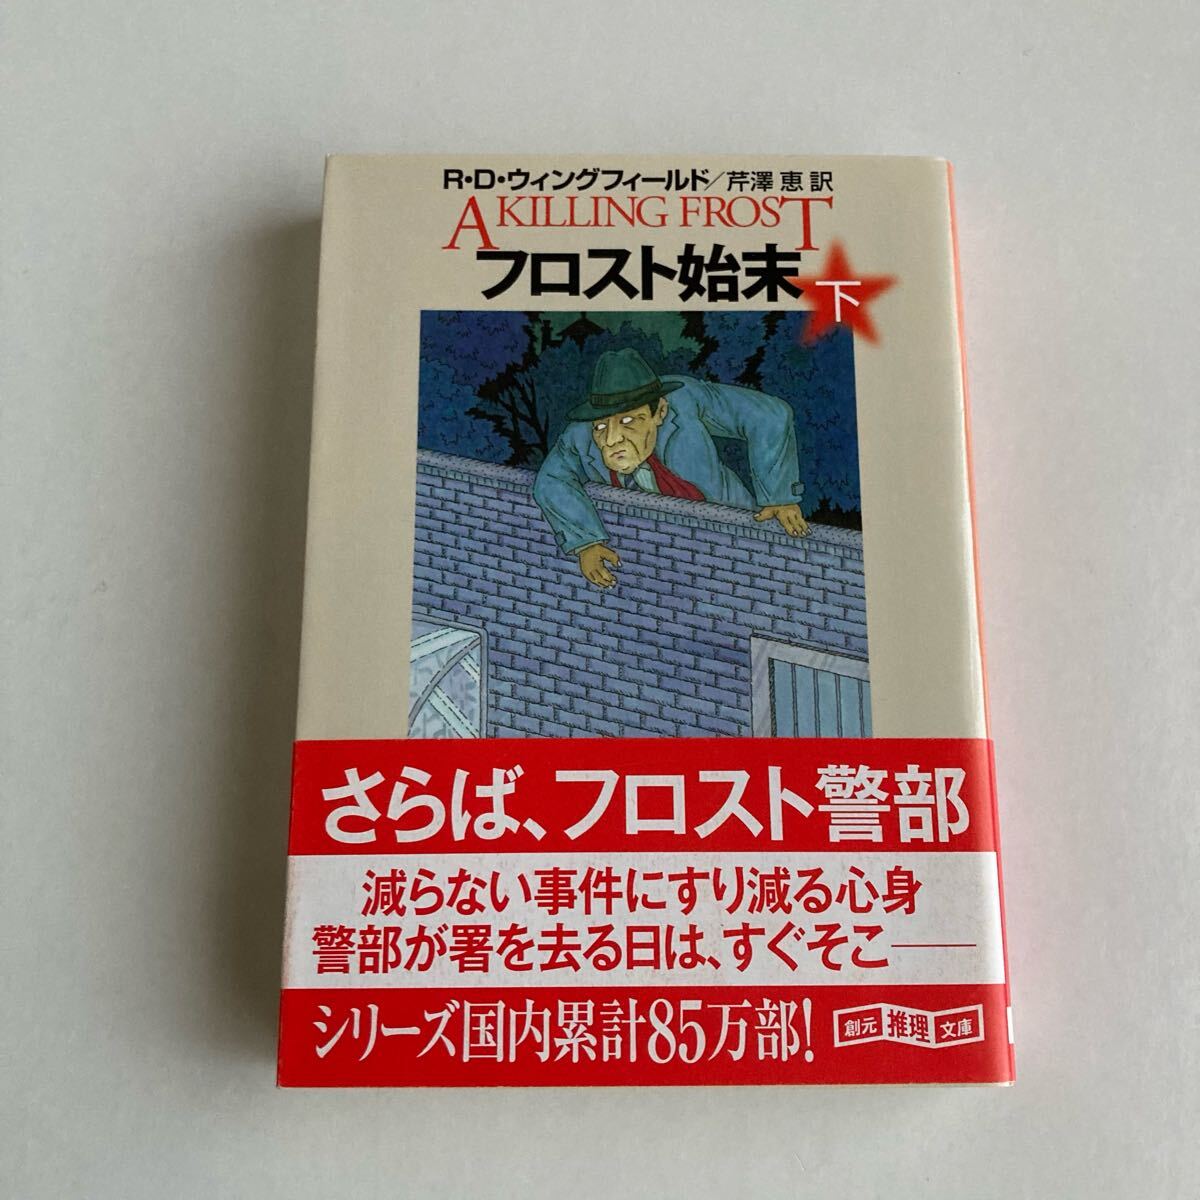 R・D・ウィングフィールド／芹澤 恵 訳
A KILLING FROST
フロスト始末
下
さらば、フロスト警部
減らない事件にすり減る心身
警部が署を去る日は、すぐそこ――
シリーズ国内累計85万部!
創元 推理 文庫